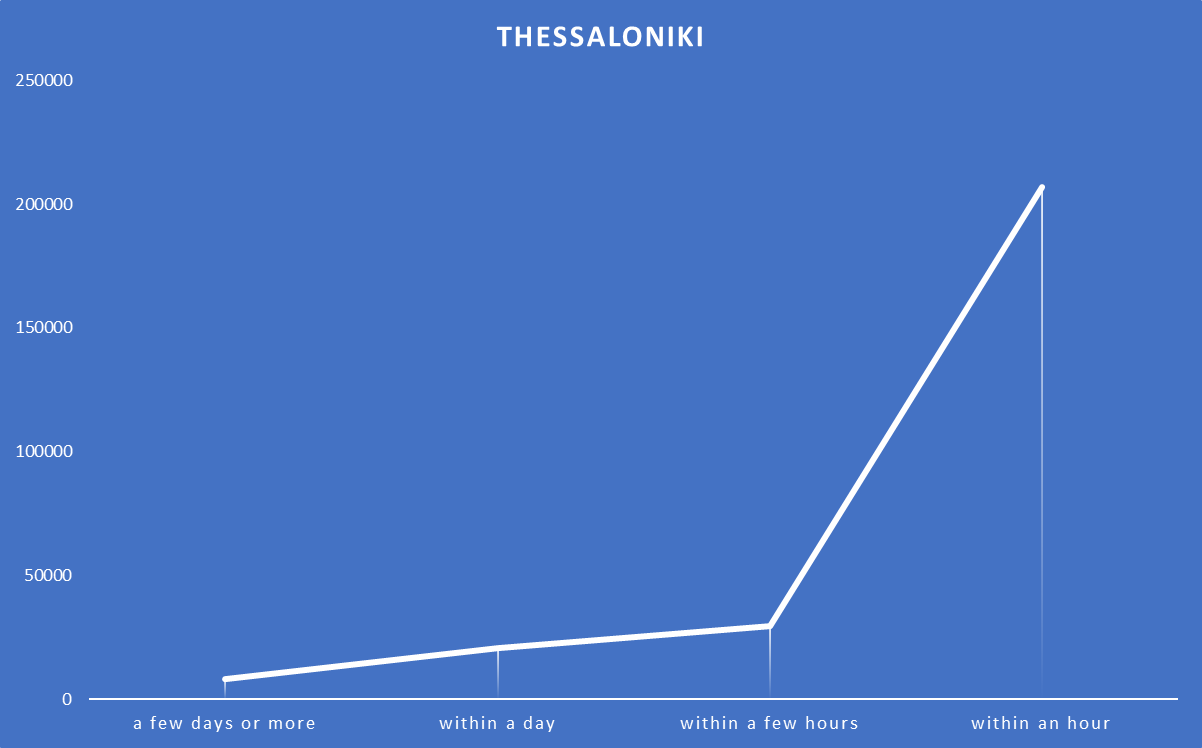 THESSALONIKI
250000
200000
150000
100000
50000
0
a few days or more
within a day
within a few hours
within an hour